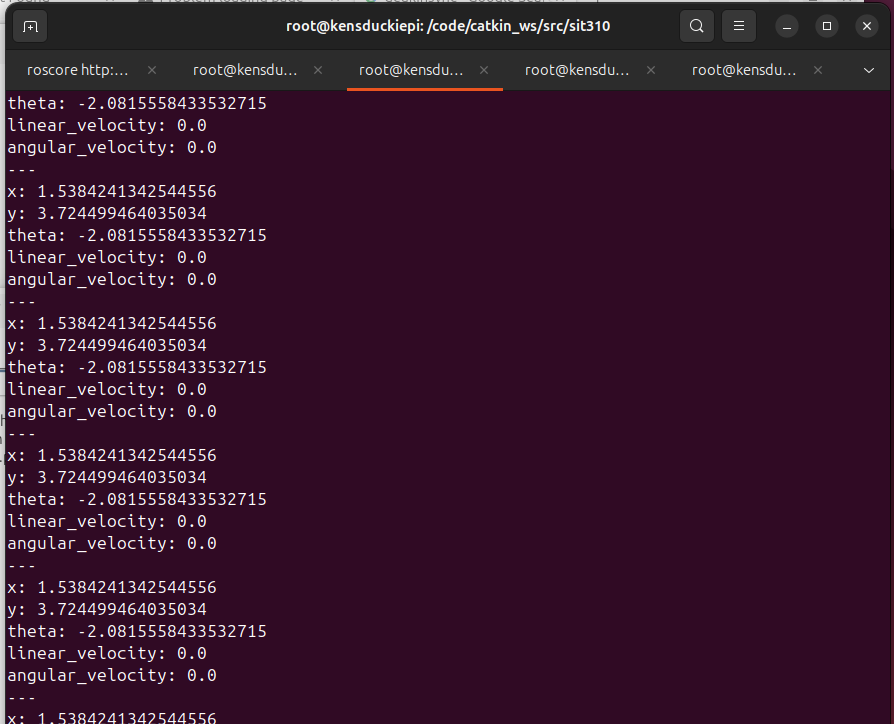 root@kensduckiepi: /code/catkin_ws/src/sit310
roscore http:...
root@kensdu...
root@kensdu...
root@kensdu...
root@kensdu...
theta: -2.0815558433532715
linear_velocity: 0.0
angular_velocity: 0.0
---
x: 1.5384241342544556
y: 3.724499464035034
theta: -2.0815558433532715
linear_velocity: 0.0
angular_velocity: 0.0
---
x: 1.5384241342544556
y: 3.724499464035034
theta: -2.0815558433532715
linear_velocity: 0.0
angular_velocity: 0.0
---
x: 1.5384241342544556
y: 3.724499464035034
theta: -2.0815558433532715
linear_velocity: 0.0
angular_velocity: 0.0
---
x: 1.5384241342544556
y: 3.724499464035034
theta: -2.0815558433532715
linear_velocity: 0.0
angular_velocity: 0.0
---
x: 1.5384241342544556